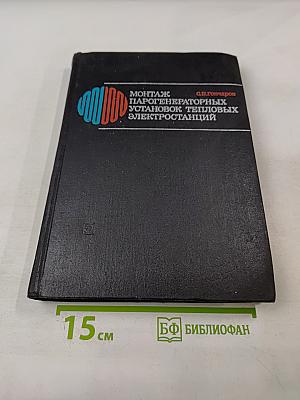 С.П.Гончаров
МОНТАЖ
ПАРОГЕНЕРАТОРНЫХ
УСТАНОВОК ТЕПЛОВЫХ
ЭЛЕКТРОСТАНЦИЙ
15 см
БФ БИБЛИОФАН